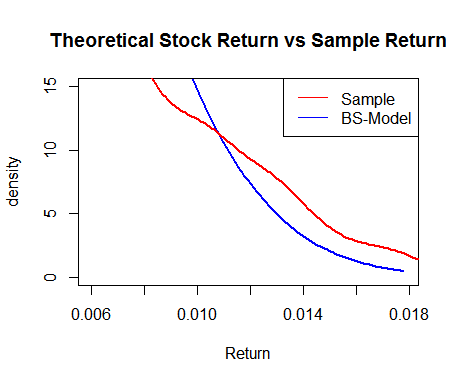 Theoretical Stock Return vs Sample Return
Sample
BS-Model
15
10
5
0
density
0.006
0.010
0.014
0.018
Return